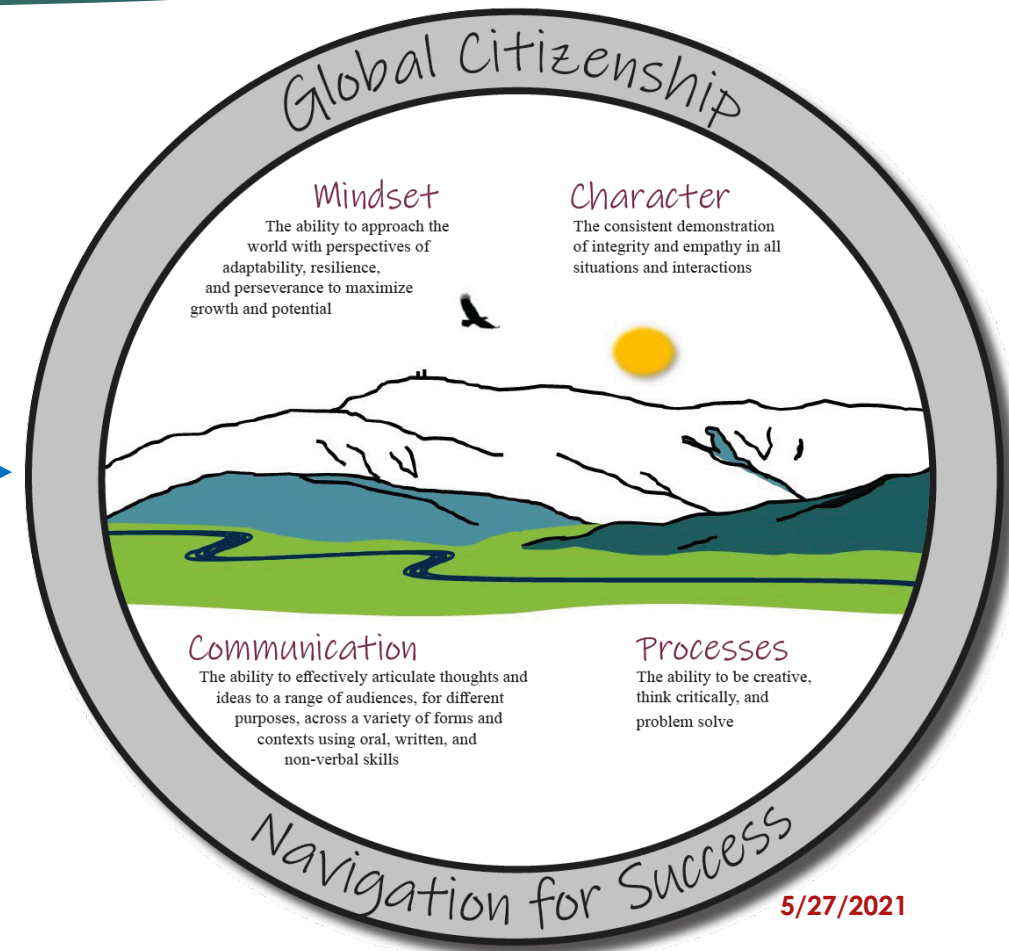 Global Citizenship
Mindset
The ability to approach the
world with perspectives of
adaptability, resilience,
and perseverance to maximize
growth and potential
Character
The consistent demonstration
of integrity and empathy in all
situations and interactions
Communication
The ability to effectively articulate thoughts and
ideas to a range of audiences, for different
purposes, across a variety of forms and
contexts using oral, written, and
non-verbal skills
Processes
The ability to be creative,
think critically, and
problem solve
Navigation for Success
5/27/2021